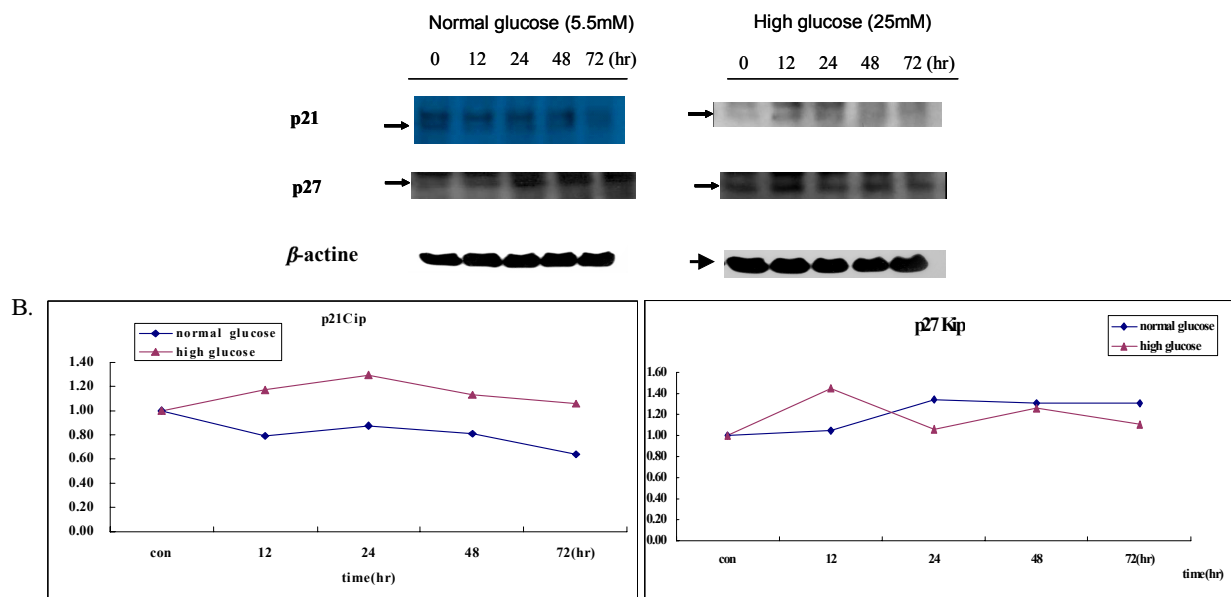 Normal glucose (5.5mM)
High glucose (25mM)
0 12 24 48 72 (hr)
0 12 24 48 72 (hr)
p21
p27
β-actine
B.
p21Cip
normal glucose
high glucose
1.40
1.20
1.00
0.80
0.60
0.40
0.20
0.00
con 12 24 48 72(hr)
time(hr)
p27Kip
normal glucose
high glucose
1.60
1.40
1.20
1.00
0.80
0.60
0.40
0.20
0.00
con 12 24 48 72(hr)
time(hr)